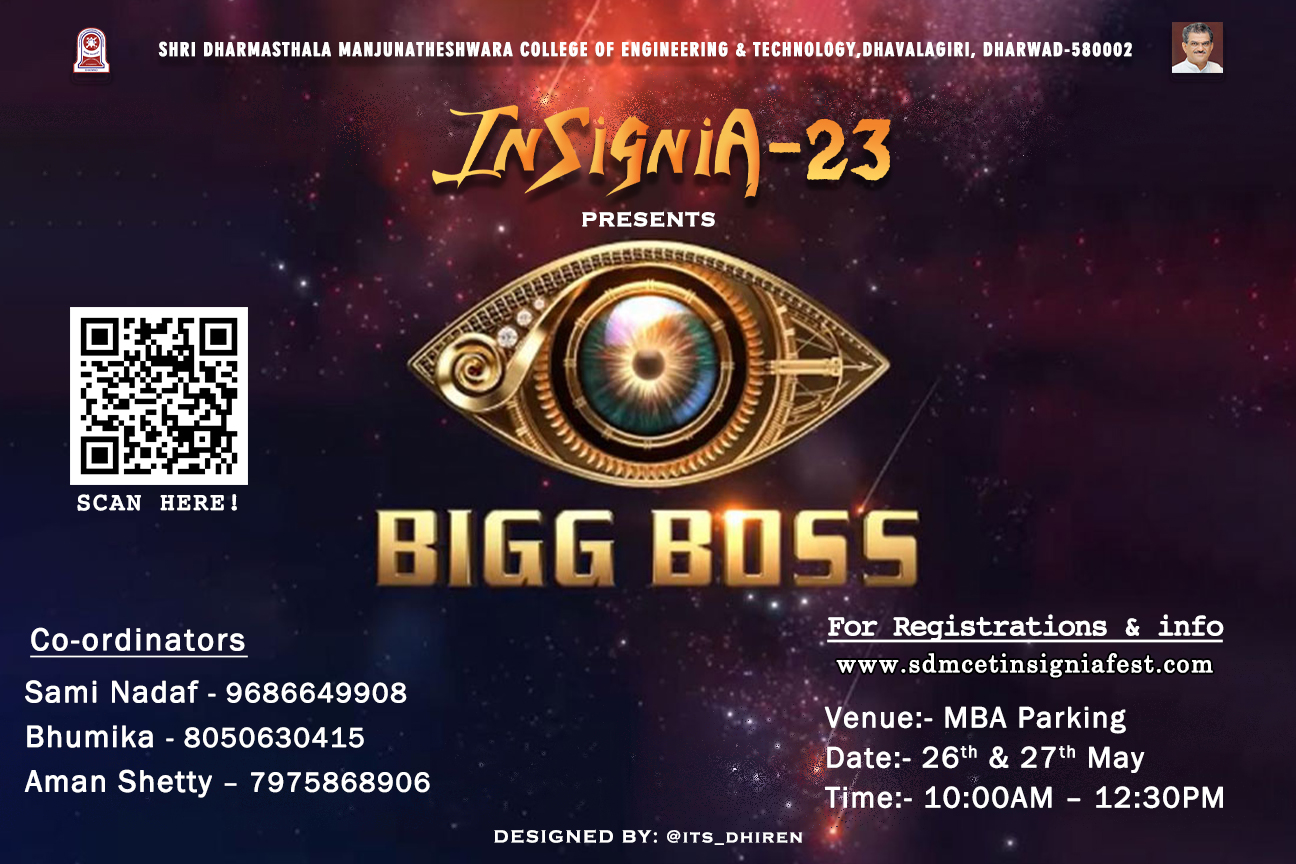 SHRI DHARMASTHALA MANJUNATHESHWARA COLLEGE OF ENGINEERING & TECHNOLOGY,DHAVALAGIRI, DHARWAD-580002
INSIGNIA-23
PRESENTS
BIGG BOSS
SCAN HERE!
Co-ordinators
Sami Nadaf - 9686649908
Bhumika - 8050630415
Aman Shetty – 7975868906
For Registrations & info
www.sdmcetinsigniafest.com
Venue:- MBA Parking
Date:- 26th & 27th May
Time:- 10:00AM – 12:30PM
DESIGNED BY: @ITS_DHIREN